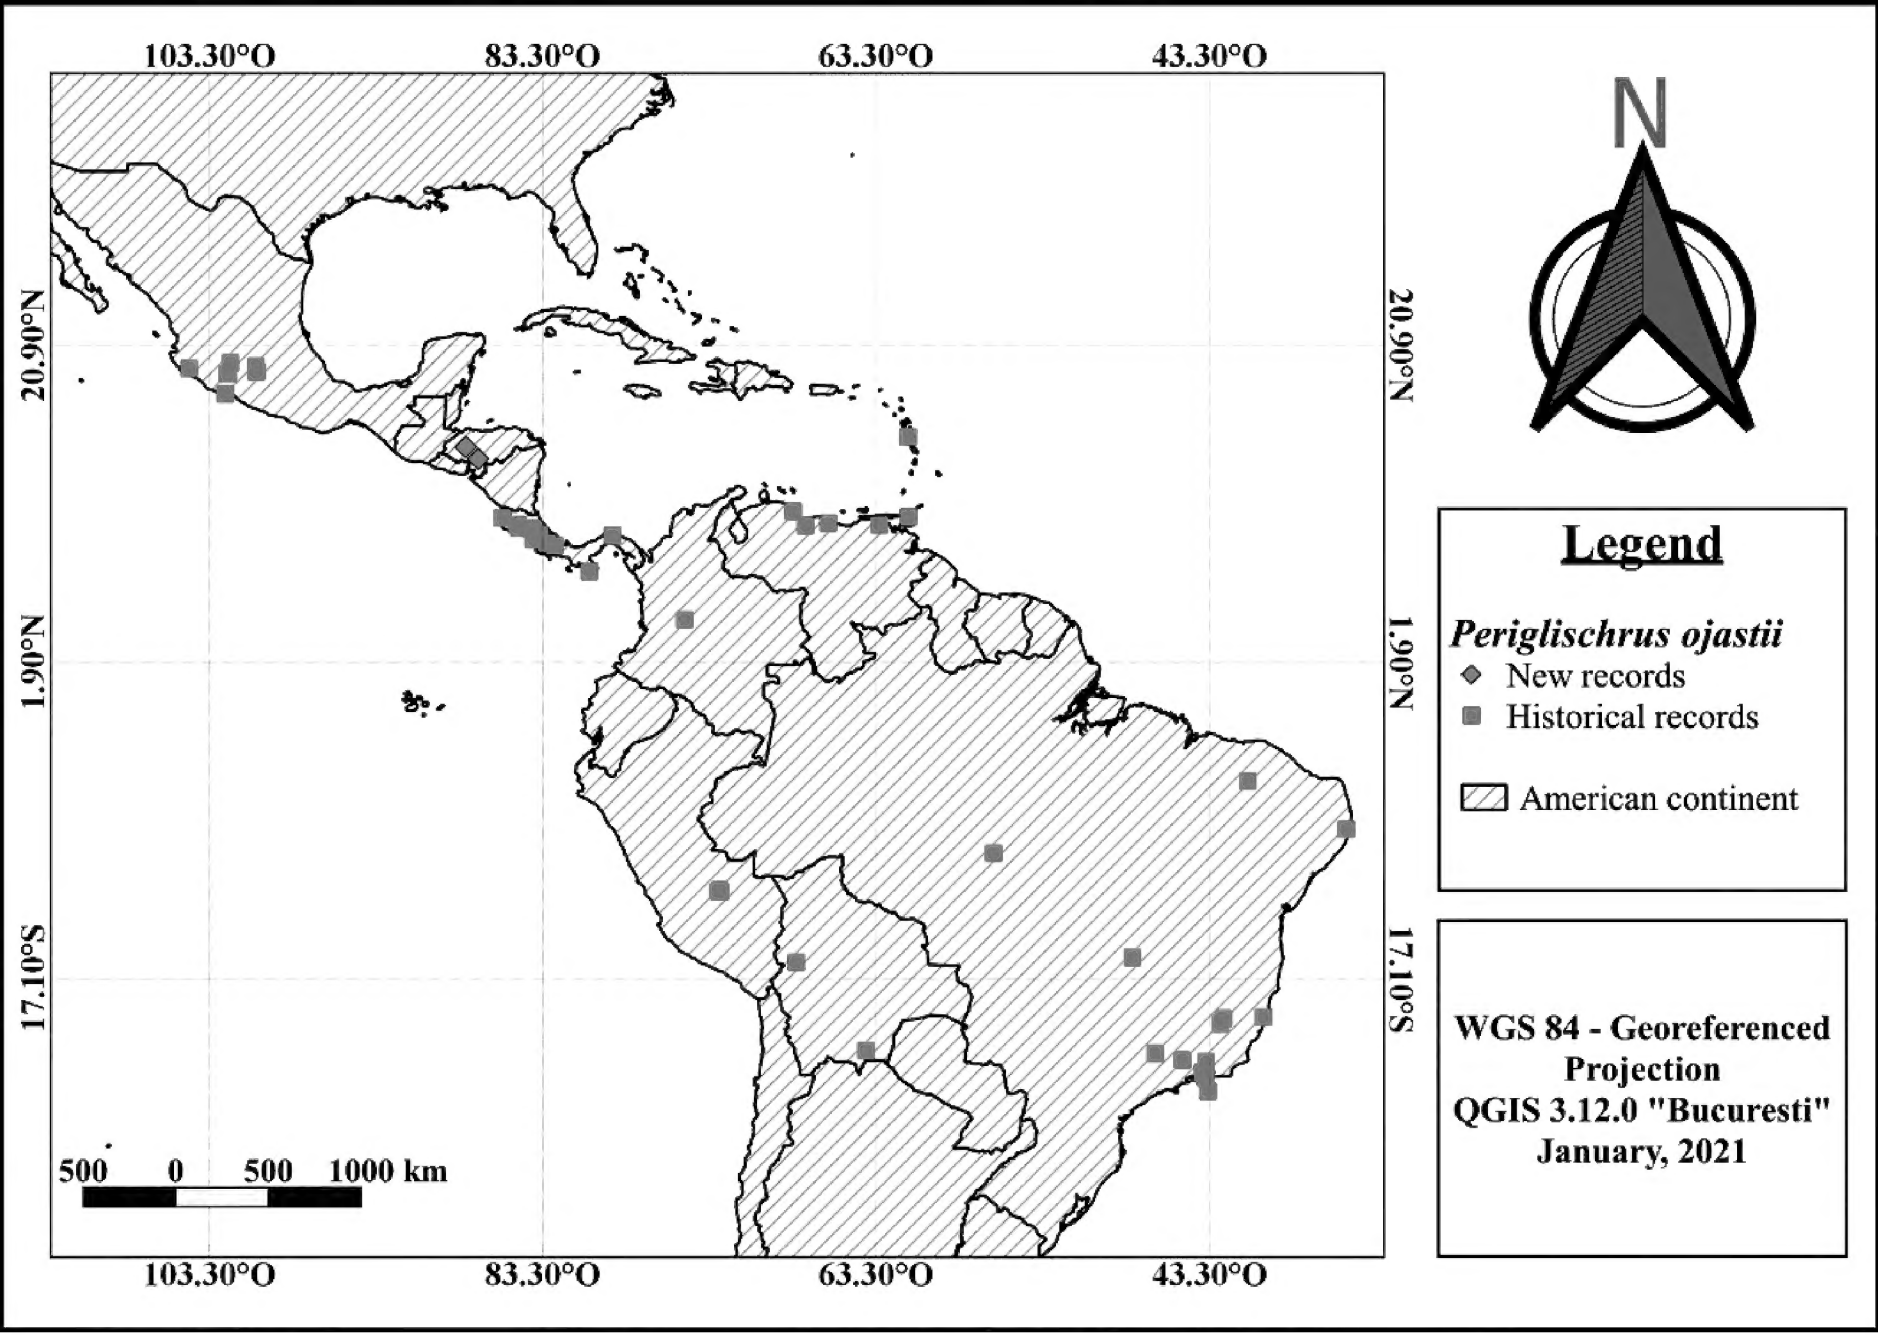 103.30°O 83.30°O 63.30°O 43.30°O
N
20.90°N
20.90°N
1.90°N
1.90°N
17.10°S
17.10°S
Legend
Periglischrus ojastii
New records
Historical records
American continent
WGS 84 - Georeferenced
Projection
QGIS 3.12.0 "Bucuresti"
January, 2021
500 0 500 1000 km
103.30°O 83.30°O 63.30°O 43.30°O